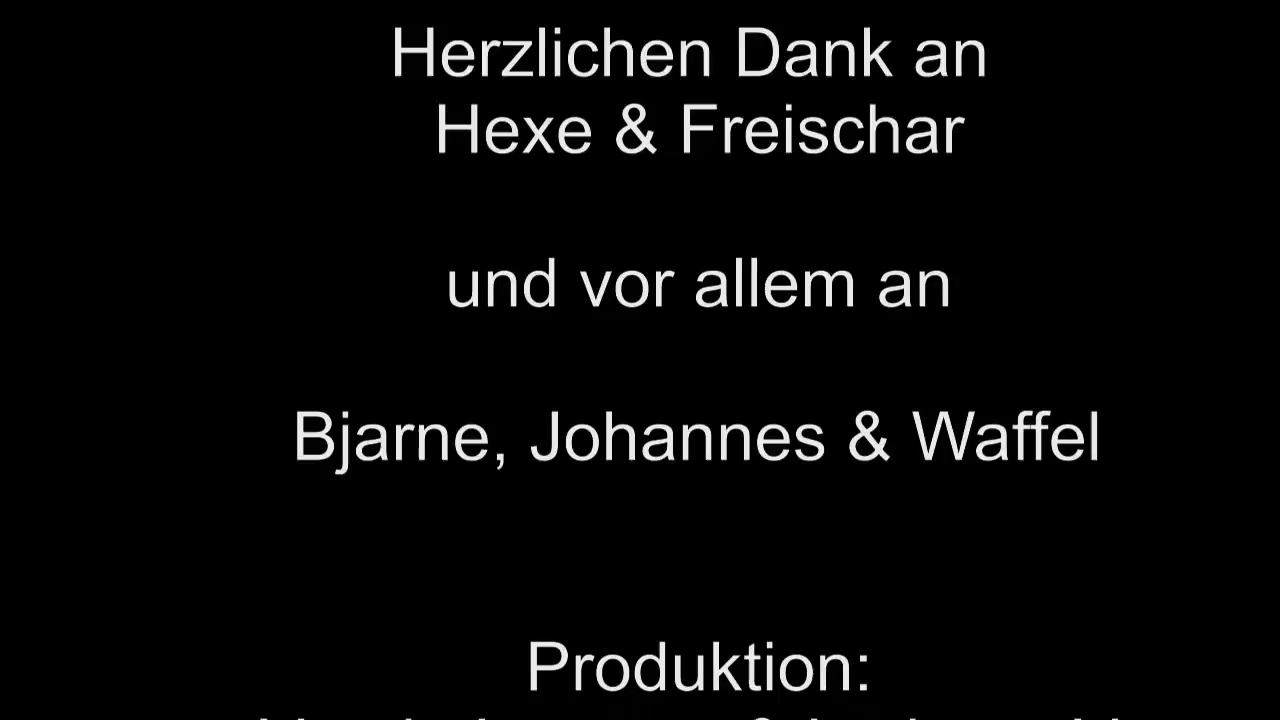 Herzlichen Dank an
Hexe & Freischar
und vor allem an
Bjarne, Johannes & Waffel
Produktion: